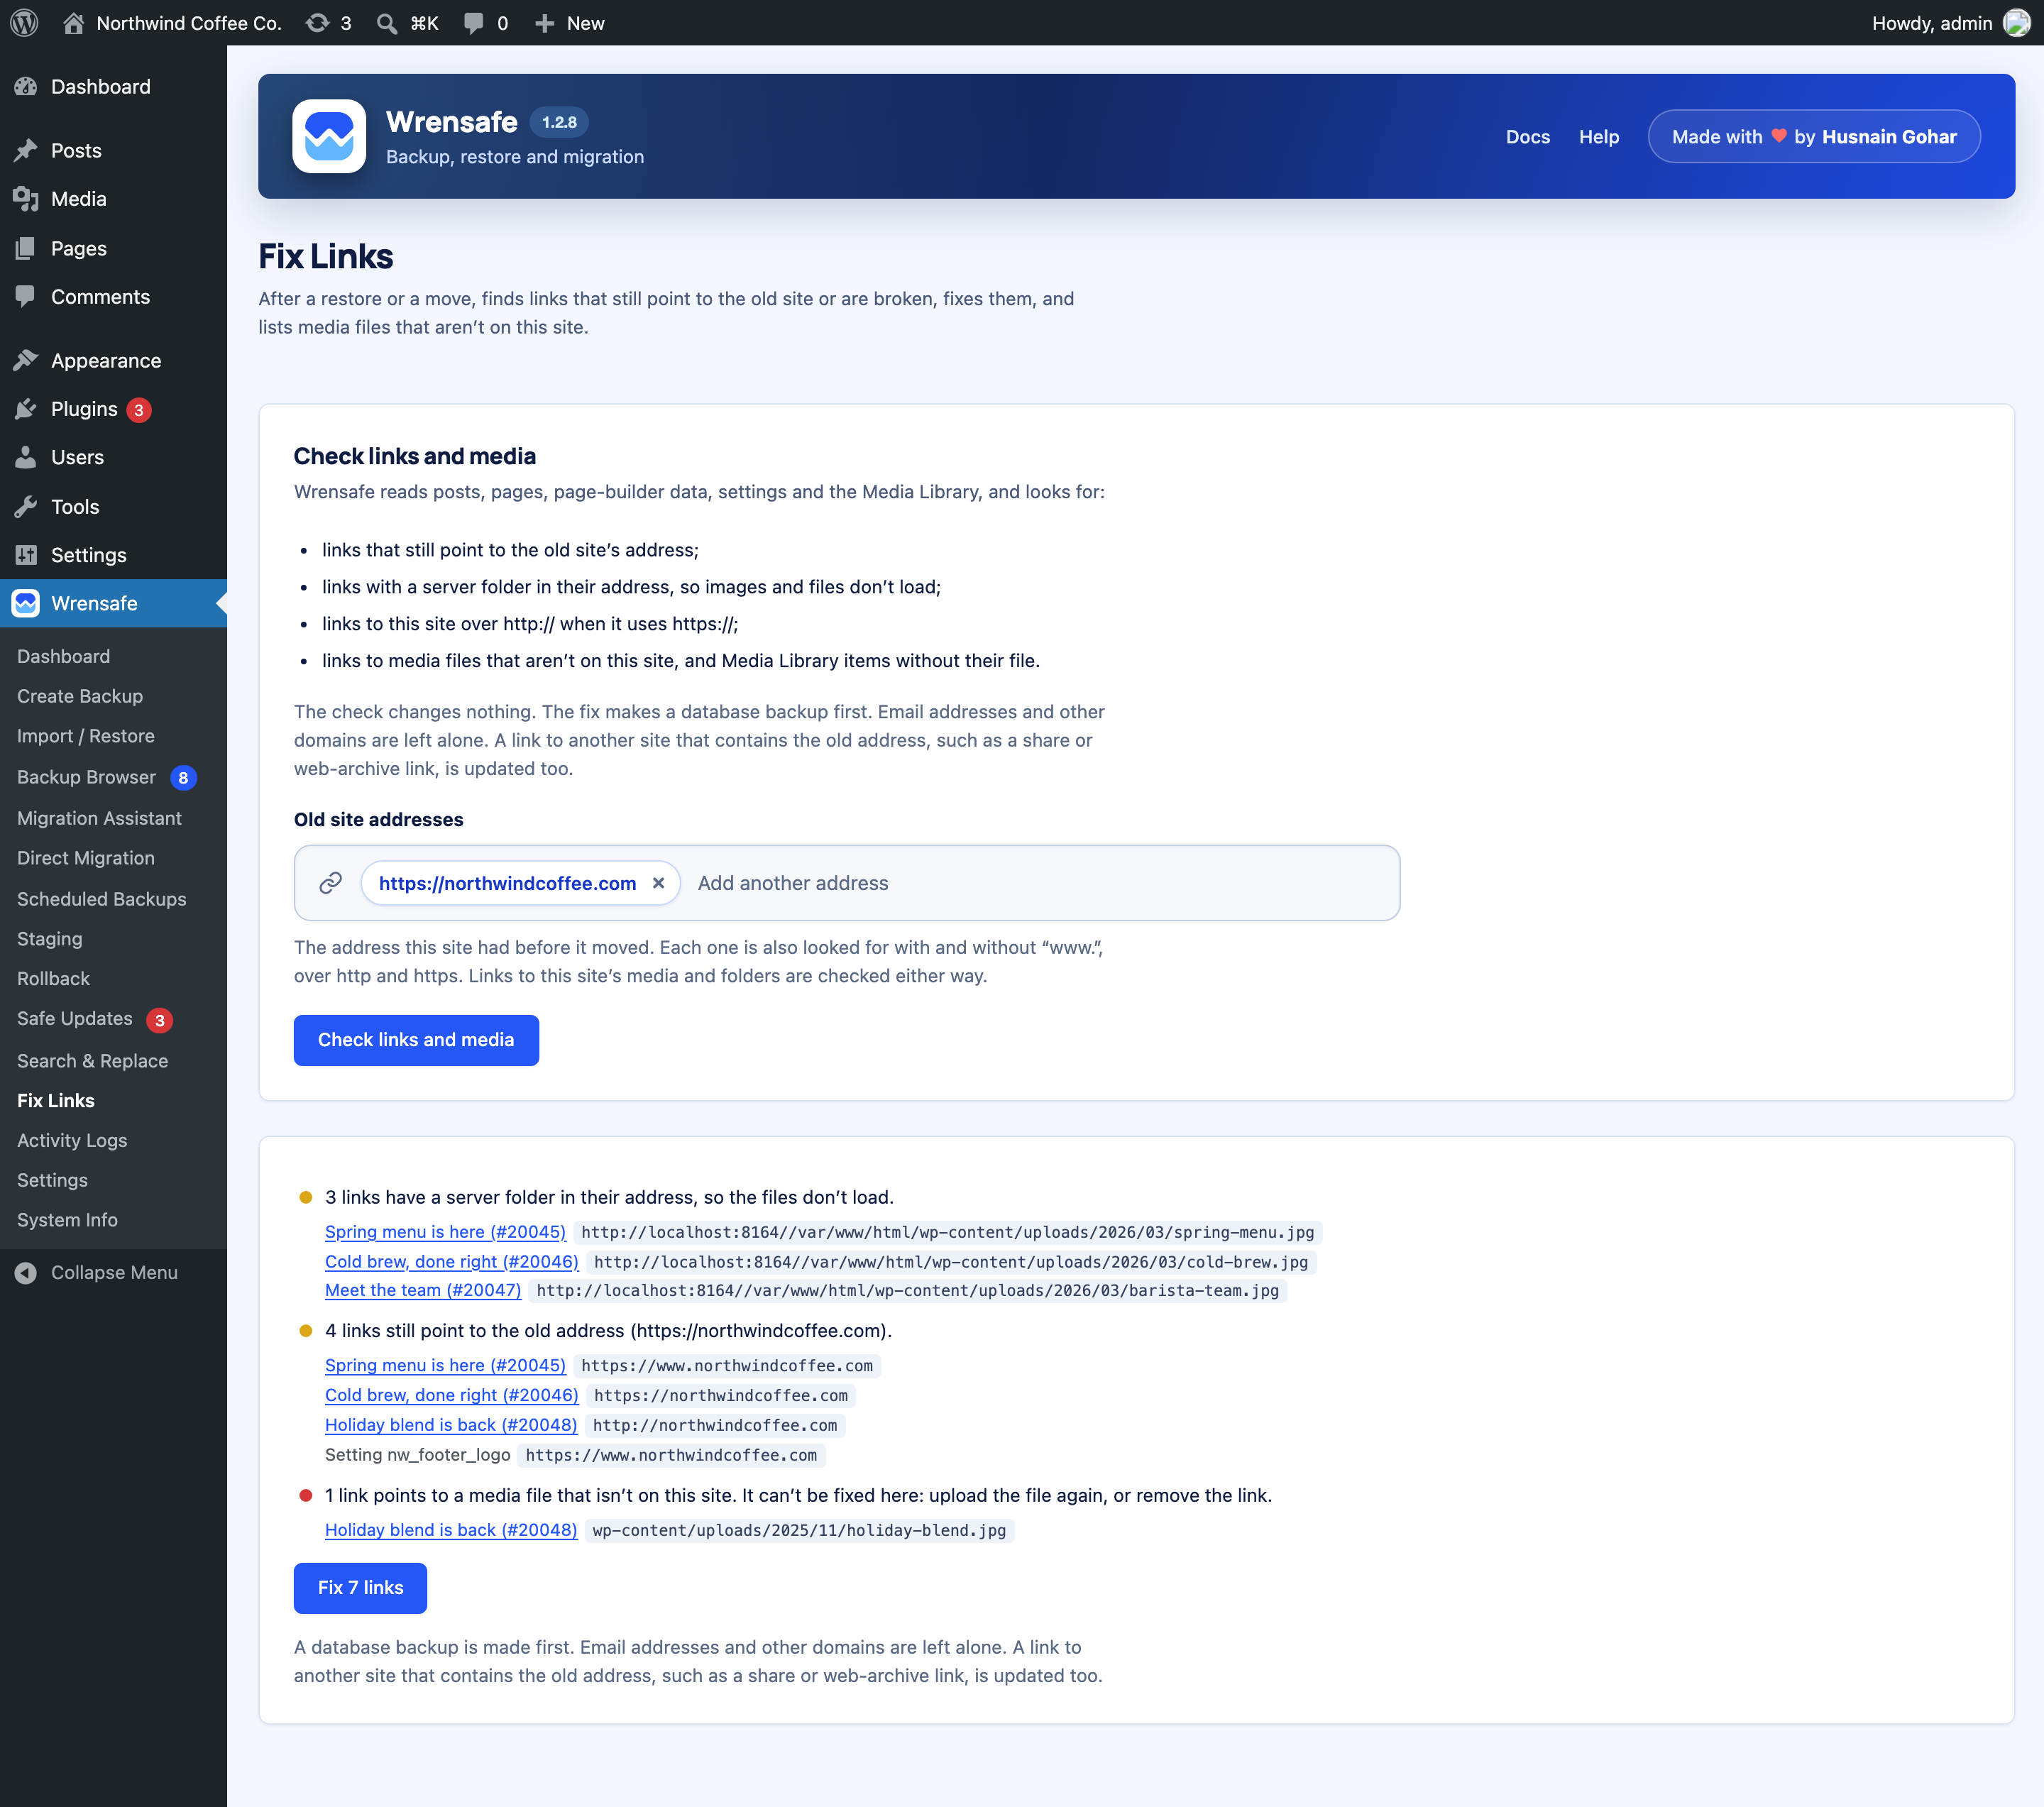 Northwind Coffee Co. 3 ⌘K 0 New Howdy, admin
Dashboard
Posts
Media
Pages
Comments
Appearance
Plugins 3
Users
Tools
Settings
Wrensafe
Dashboard
Create Backup
Import / Restore
Backup Browser 8
Migration Assistant
Direct Migration
Scheduled Backups
Staging
Rollback
Safe Updates 3
Search & Replace
Fix Links
Activity Logs
Settings
System Info
Collapse Menu
Wrensafe 1.2.8
Backup, restore and migration
Docs Help Made with ❤ by Husnain Gohar
Fix Links
After a restore or a move, finds links that still point to the old site or are broken, fixes them, and
lists media files that aren’t on this site.
Check links and media
Wrensafe reads posts, pages, page-builder data, settings and the Media Library, and looks for:
• links that still point to the old site’s address;
• links with a server folder in their address, so images and files don’t load;
• links to this site over http:// when it uses https://;
• links to media files that aren’t on this site, and Media Library items without their file.
The check changes nothing. The fix makes a database backup first. Email addresses and other
domains are left alone. A link to another site that contains the old address, such as a share or
web-archive link, is updated too.
Old site addresses
https://northwindcoffee.com × Add another address
The address this site had before it moved. Each one is also looked for with and without “www.”,
over http and https. Links to this site’s media and folders are checked either way.
Check links and media
3 links have a server folder in their address, so the files don’t load.
Spring menu is here (#20045) http://localhost:8164//var/www/html/wp-content/uploads/2026/03/spring-menu.jpg
Cold brew, done right (#20046) http://localhost:8164//var/www/html/wp-content/uploads/2026/03/cold-brew.jpg
Meet the team (#20047) http://localhost:8164//var/www/html/wp-content/uploads/2026/03/barista-team.jpg
4 links still point to the old address (https://northwindcoffee.com).
Spring menu is here (#20045) https://www.northwindcoffee.com
Cold brew, done right (#20046) https://northwindcoffee.com
Holiday blend is back (#20048) http://northwindcoffee.com
Setting nw_footer_logo https://www.northwindcoffee.com
1 link points to a media file that isn’t on this site. It can’t be fixed here: upload the file again, or remove the link.
Holiday blend is back (#20048) wp-content/uploads/2025/11/holiday-blend.jpg
Fix 7 links
A database backup is made first. Email addresses and other domains are left alone. A link to
another site that contains the old address, such as a share or web-archive link, is updated too.